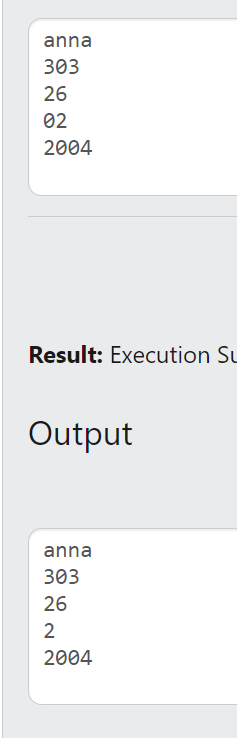 anna
303
26
02
2004
Result: Execution Su
Output
anna
303
26
2
2004